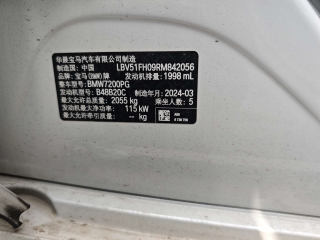 华晨宝马汽车有限公司制造
制造国：中国 LBV51FH09RM842056
品牌：宝马(BMW)牌 发动机排量：1998 mL
整车型号：BMW7200PG
发动机型号：B48B20C 制造年月：2024-03
最大允许总质量：2055 kg 乘坐人数：5
发动机最大净功率：115 kW
最大允许牵引质量：-- kg